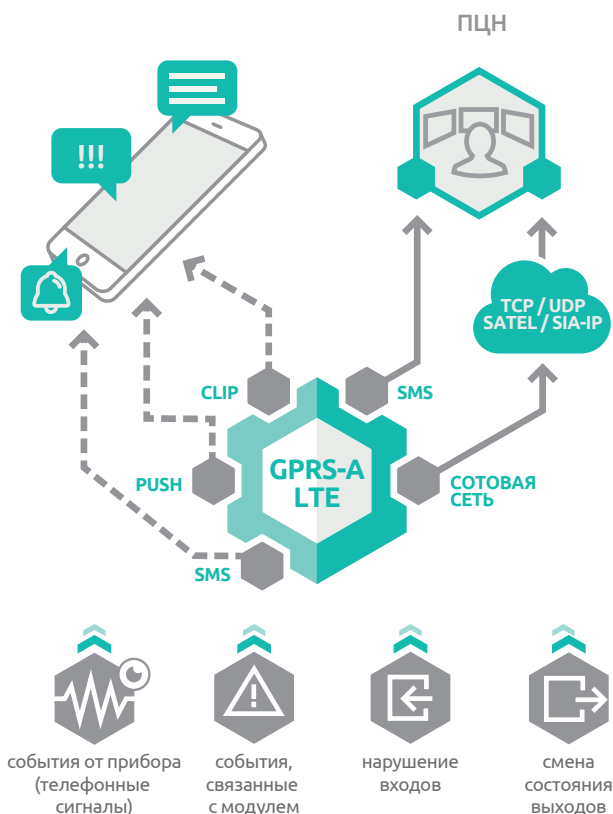 ПЦН
!!!
TCP / UDP
SATEL / SIA-IP
CLIP
SMS
GPRS-A
LTE
PUSH
СОТОВАЯ
СЕТЬ
SMS
события от прибора
(телефонные
сигналы)
события,
связанные
с модулем
нарушение
входов
смена
состояния
выходов